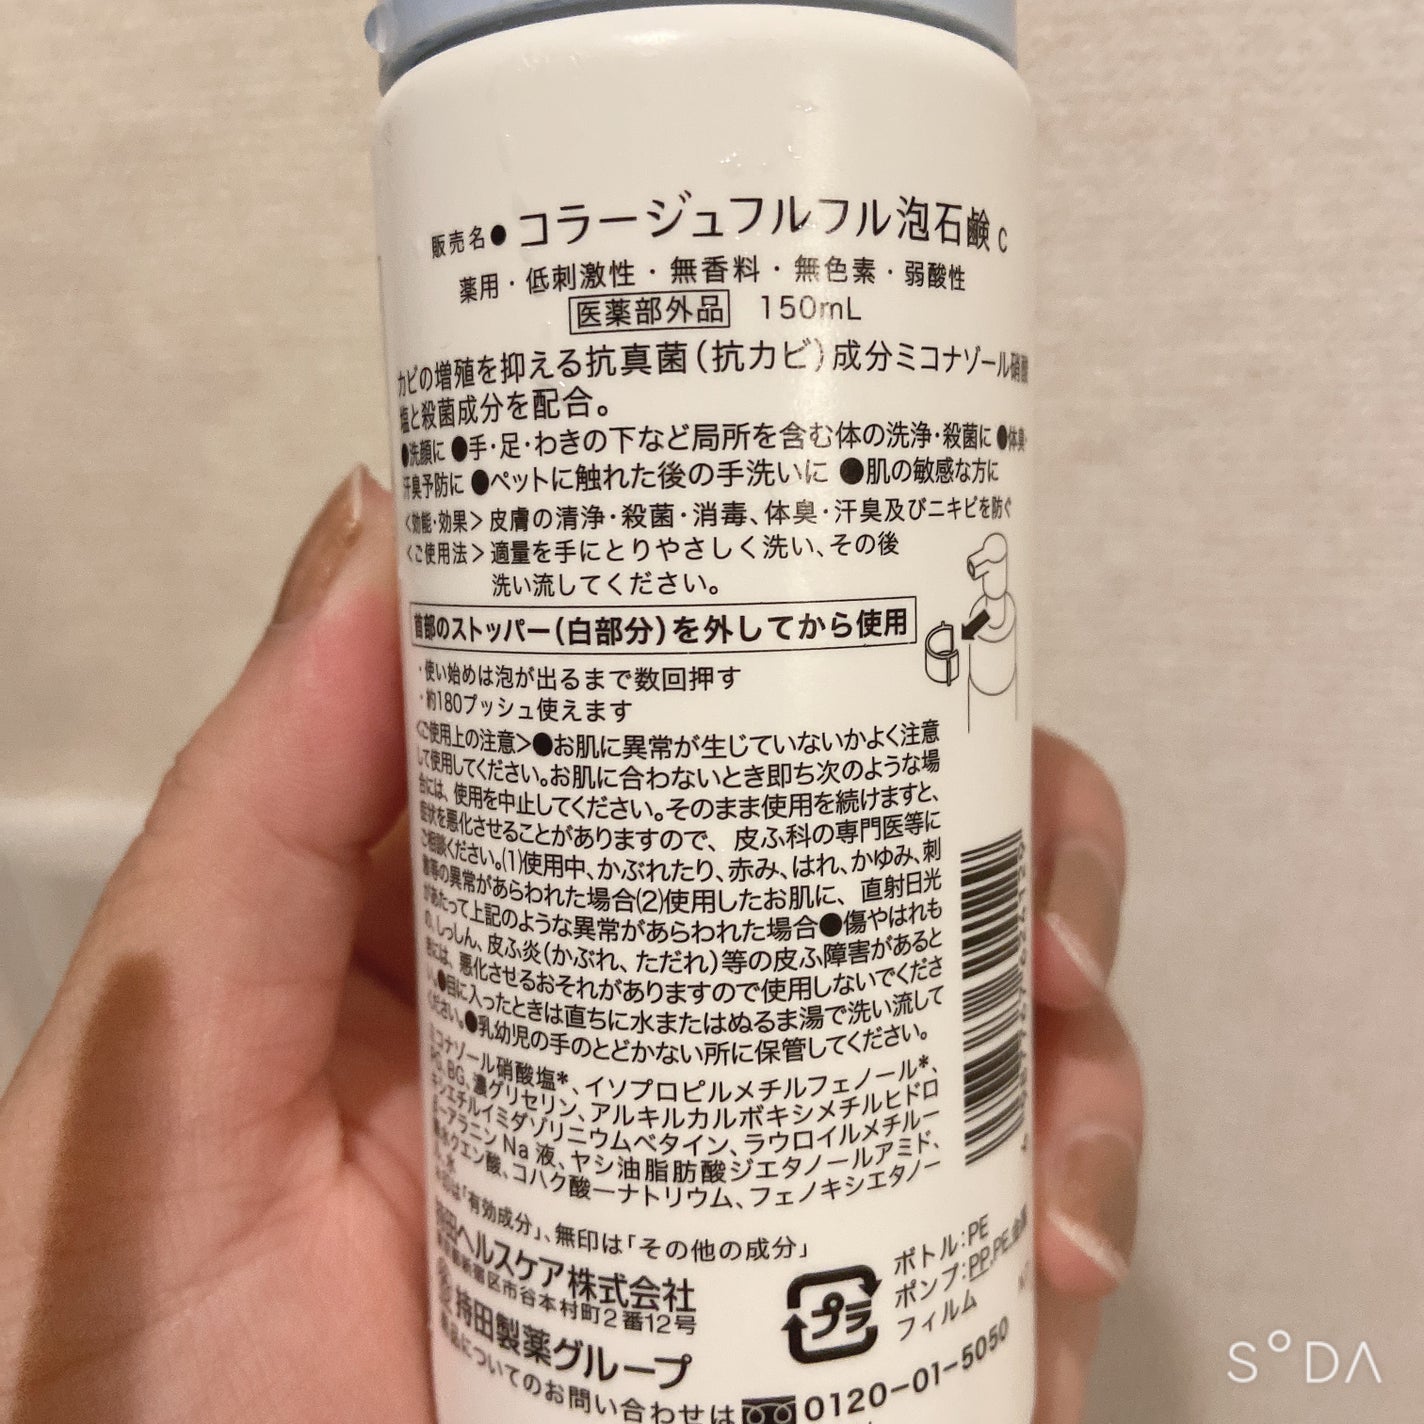 販売名●コラージュフルフル泡石鹸 c
薬用・低刺激性・無香料・無色素・弱酸性
医薬部外品 150mL
カビの増殖を抑える抗真菌(抗カビ)成分ミコナゾール硝酸
塩と殺菌成分を配合。
●洗顔に ●手・足・わきの下など局所を含む体の洗浄・殺菌に ●体臭・
汗臭予防に ●ペットに触れた後の手洗いに ●肌の敏感な方に
<効能・効果>皮膚の清浄・殺菌・消毒、体臭・汗臭及びニキビを防ぐ
<ご使用法>適量を手にとりやさしく洗い、その後
洗い流してください。
首部のストッパー(白部分)を外してから使用
・使い始めは泡が出るまで数回押す
・約180プッシュ使えます
<ご使用上の注意>●お肌に異常が生じていないかよく注意
して使用してください。お肌に合わないとき即ち次のような場
合には、使用を中止してください。そのまま使用を続けますと、
症状を悪化させることがありますので、皮ふ科の専門医等に
ご相談ください。(1)使用中、かぶれたり、赤み、はれ、かゆみ、刺
激等の異常があらわれた場合(2)使用したお肌に、直射日光
があたって上記のような異常があらわれた場合●傷やはれも
の、しっしん、皮ふ炎(かぶれ、ただれ)等の皮ふ障害があると
きには、悪化させるおそれがありますので使用しないでくださ
い。●目に入ったときは直ちに水またはぬるま湯で洗い流して
ください。●乳幼児の手のとどかない所に保管してください。
ミコナゾール硝酸塩*、イソプロピルメチルフェノール*、
PG、BG、濃グリセリン、アルキルカルボキシメチルヒドロ
キシエチルイミダゾリニウムベタイン、ラウロイルメチル-
β-アラニンNa液、ヤシ油脂肪酸ジエタノールアミド、
無水クエン酸、コハク酸一ナトリウム、フェノキシエタノー
ル、水
*印は「有効成分」、無印は「その他の成分」
持田ヘルスケア株式会社
東京都新宿区市谷本村町2番12号
持田製薬グループ
製品についてのお問い合わせは 0120-01-5050
プラ
ボトル:PE
ポンプ:PP,PE,金属
フィルム
SODA